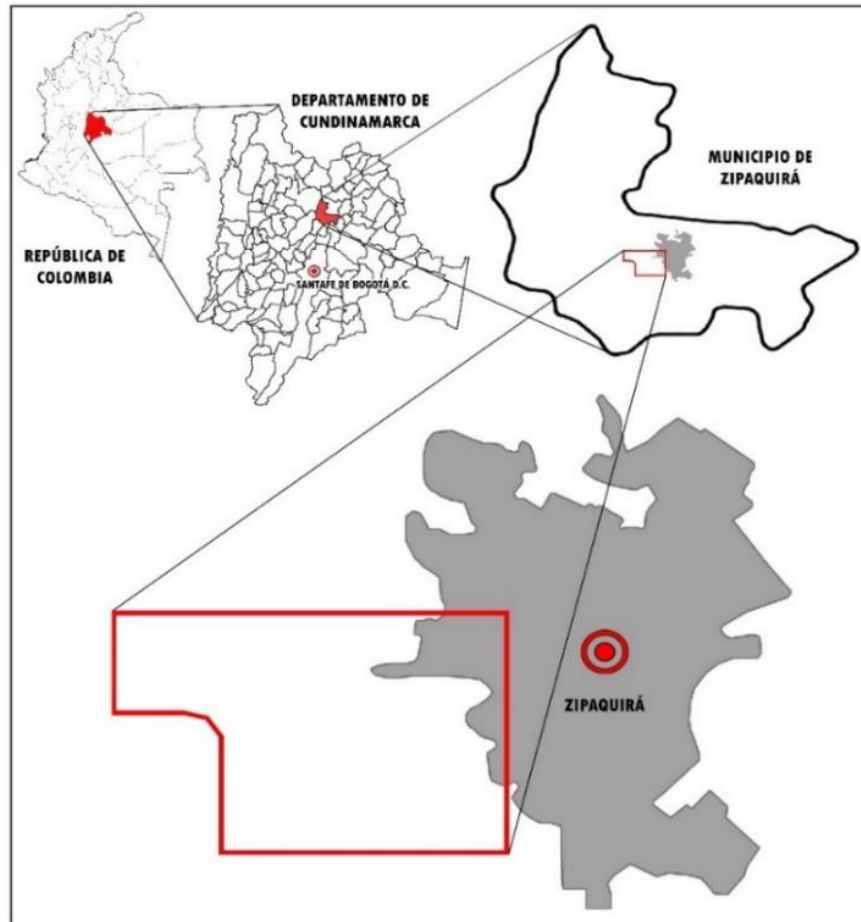 DEPARTAMENTO DE
CUNDINAMARCA
MUNICIPIO DE
ZIPAQUIRÁ
REPÚBLICA DE
COLOMBIA
SANTAFE DE BOGOTÁ D.C.
ZIPAQUIRÁ